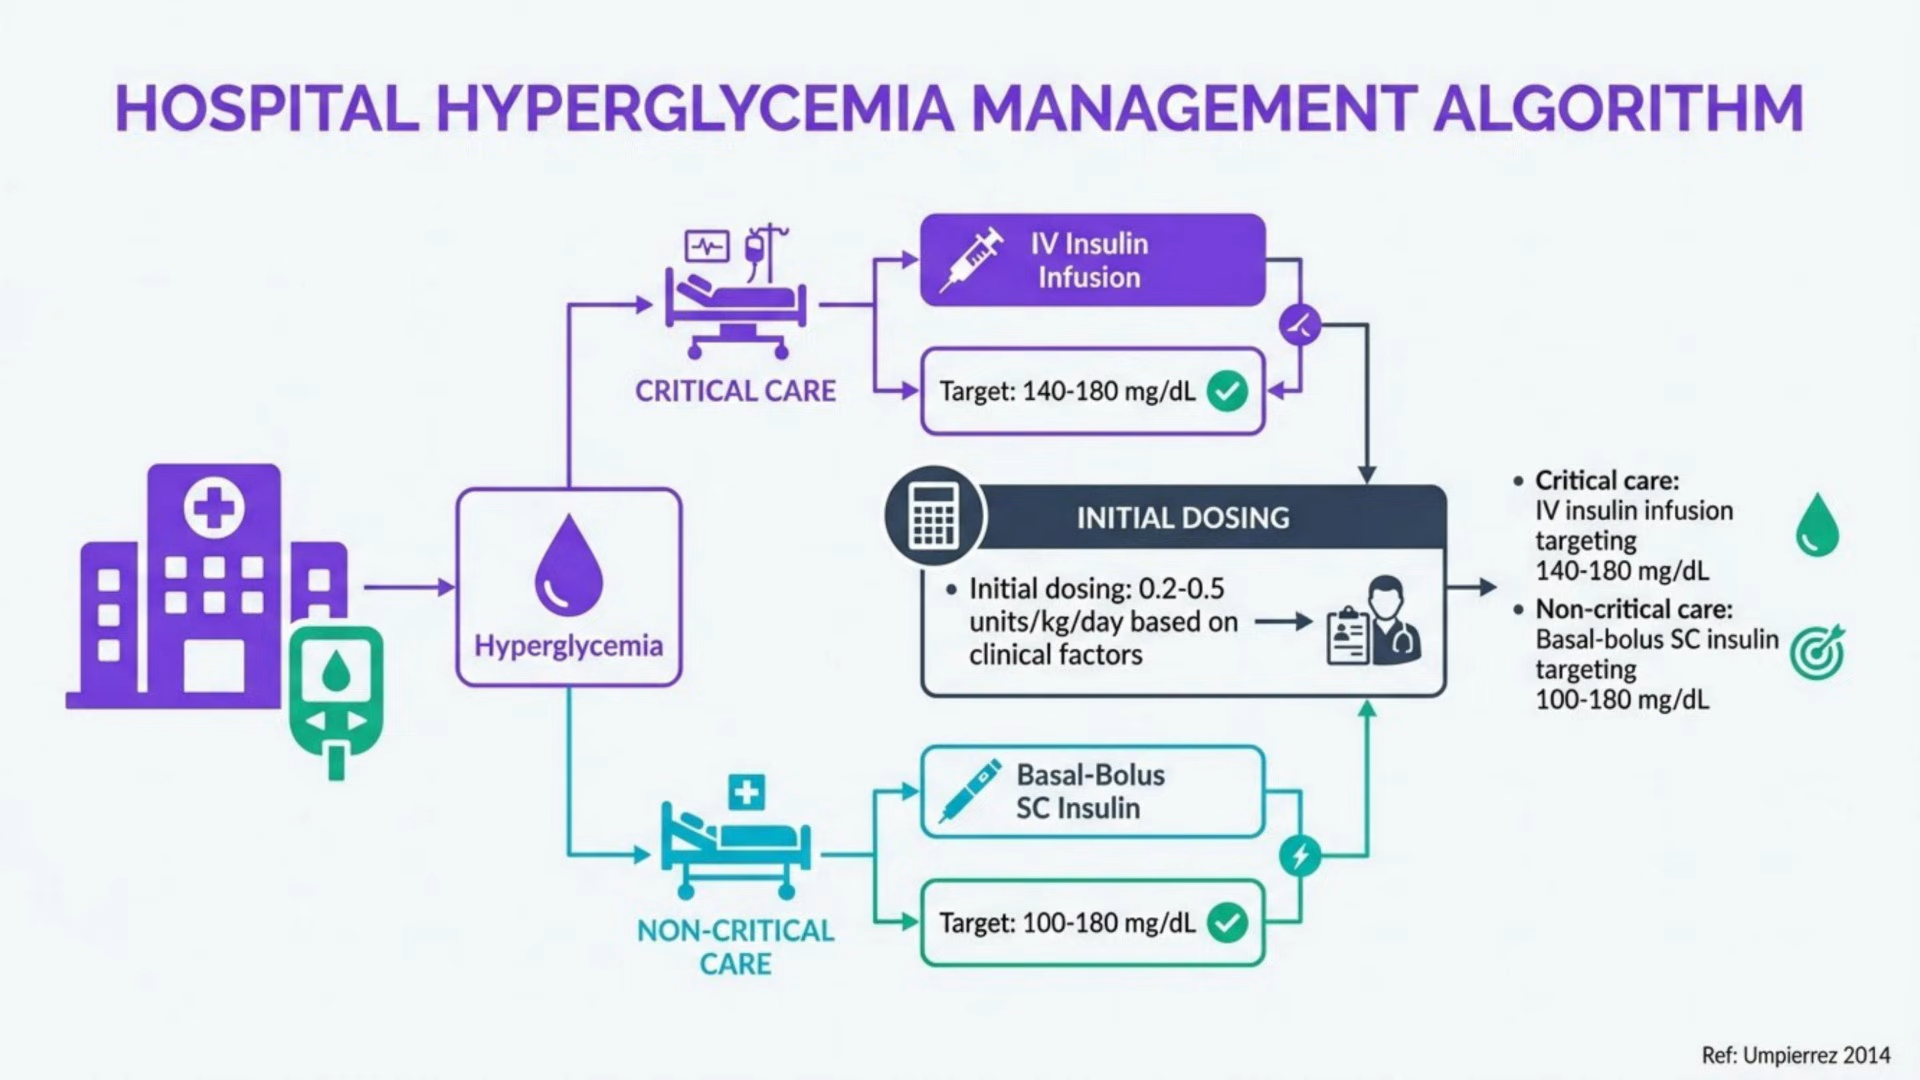 HOSPITAL HYPERGLYCEMIA MANAGEMENT ALGORITHM
IV Insulin
Infusion
CRITICAL CARE
Target: 140-180 mg/dL
Hyperglycemia
INITIAL DOSING
• Initial dosing: 0.2-0.5
units/kg/day based on
clinical factors
• Critical care:
IV insulin infusion
targeting
140-180 mg/dL
• Non-critical care:
Basal-bolus SC insulin
targeting
100-180 mg/dL
Basal-Bolus
SC Insulin
NON-CRITICAL
CARE
Target: 100-180 mg/dL
Ref: Umpierrez 2014